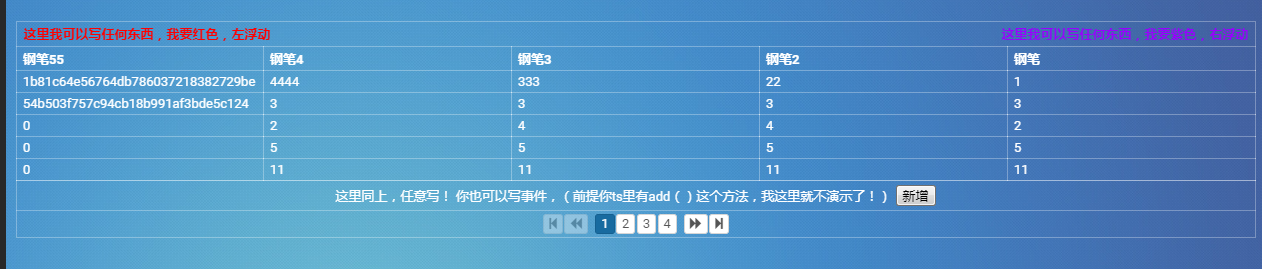 这里我可以写任何东西，我要红色，左浮动 这里我可以写任何东西，我要紫色，右浮动
钢笔55 钢笔4 钢笔3 钢笔2 钢笔
1b81c64e56764db786037218382729be 4444 333 22 1
54b503f757c94cb18b991af3bde5c124 3 3 3 3
0 2 4 4 2
0 5 5 5 5
0 11 11 11 11
这里同上，任意写！ 你也可以写事件，（前提你ts里有add（）这个方法，我这里就不演示了！） 新增
1 2 3 4